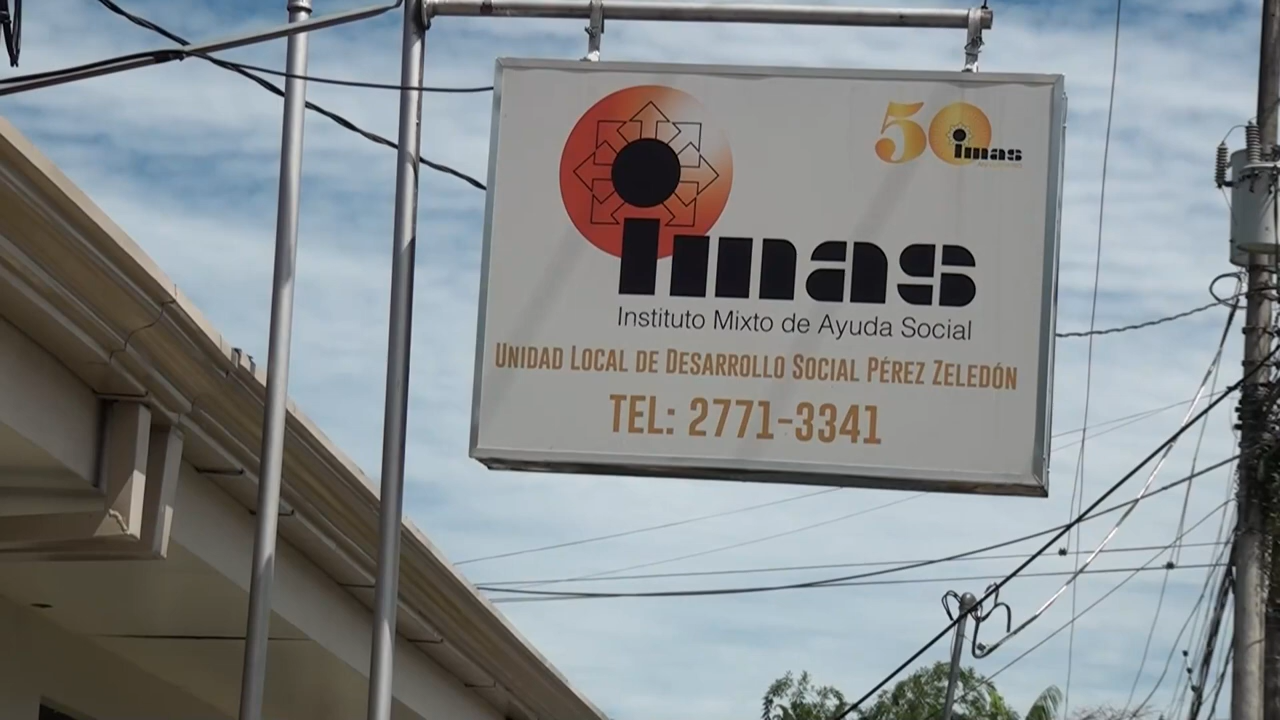 50
imas
imas
Instituto Mixto de Ayuda Social
UNIDAD LOCAL DE DESARROLLO SOCIAL PÉREZ ZELEDÓN
TEL: 2771-3341